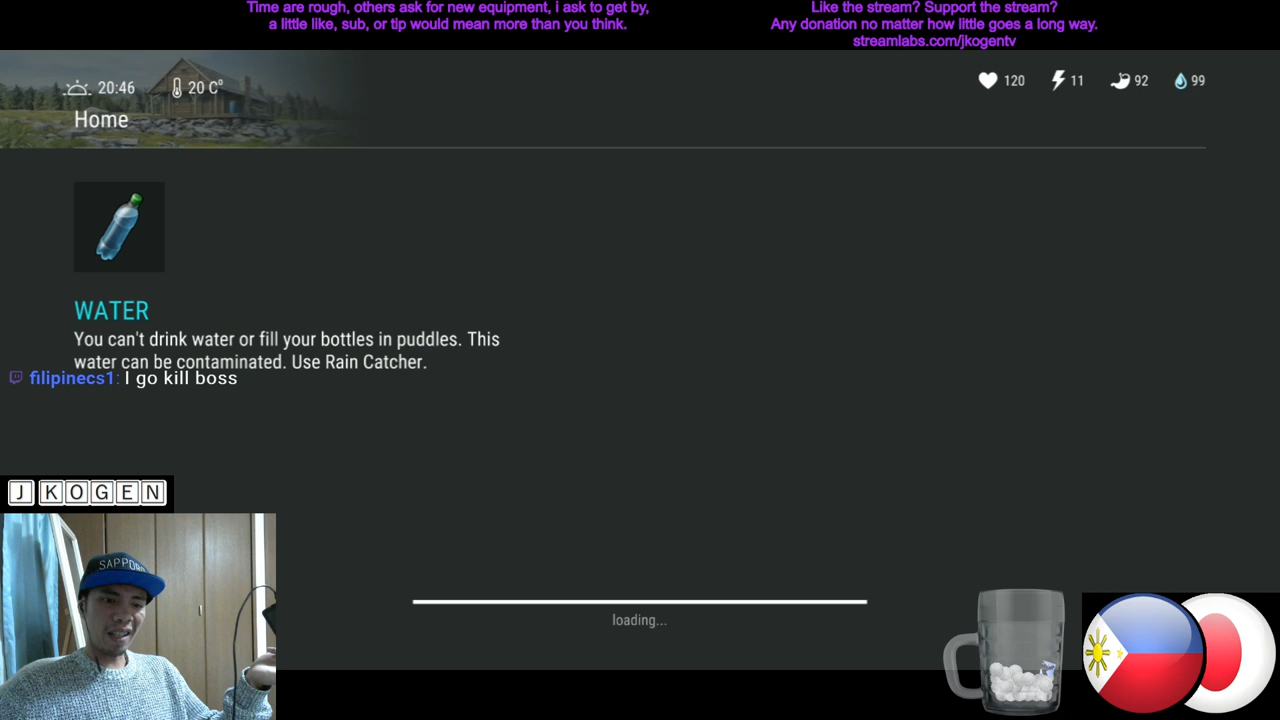 Time are rough, others ask for new equipment, i ask to get by,
a little like, sub, or tip would mean more than you think.
Like the stream? Support the stream?
Any donation no matter how little goes a long way.
streamlabs.com/jkogentv
20:46
20 C°
Home
120
11
92
99
WATER
You can't drink water or fill your bottles in puddles. This
water can be contaminated. Use Rain Catcher.
filipinecs1: I go kill boss
J KOGEN
SAPPORO
loading...